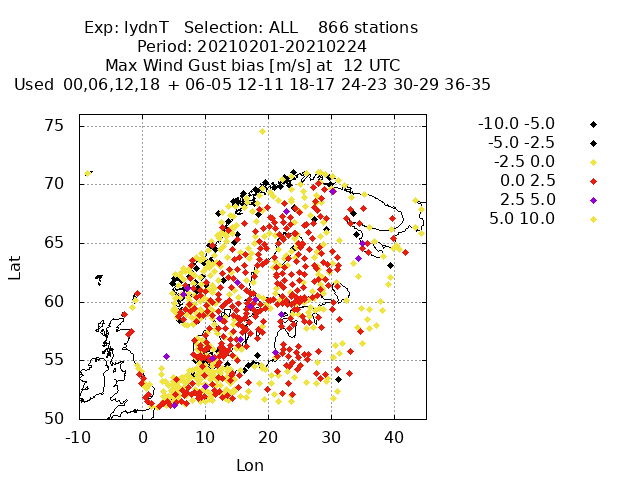 Exp: lydnT   Selection: ALL    866 stations
Period: 20210201-20210224
Max Wind Gust bias [m/s] at  12 UTC
Used  00,06,12,18  + 06-05 12-11 18-17 24-23 30-29 36-35
-10.0 -5.0
-5.0 -2.5
-2.5 0.0
0.0 2.5
2.5 5.0
5.0 10.0
75
70
65
60
55
50
Lat
-10 0 10 20 30 40
Lon